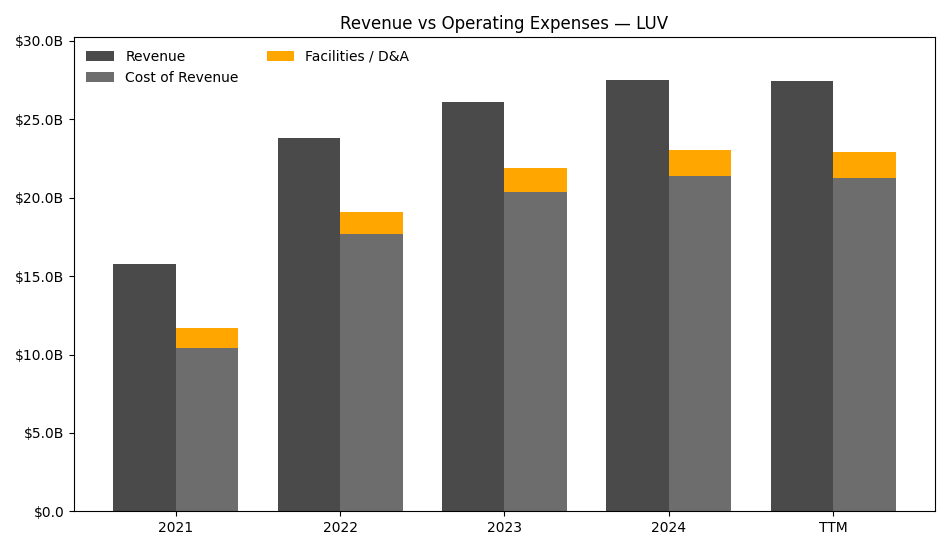 Revenue vs Operating Expenses — LUV
Revenue
Cost of Revenue
Facilities / D&A
$30.0B
$25.0B
$20.0B
$15.0B
$10.0B
$5.0B
$0.0
2021 2022 2023 2024 TTM